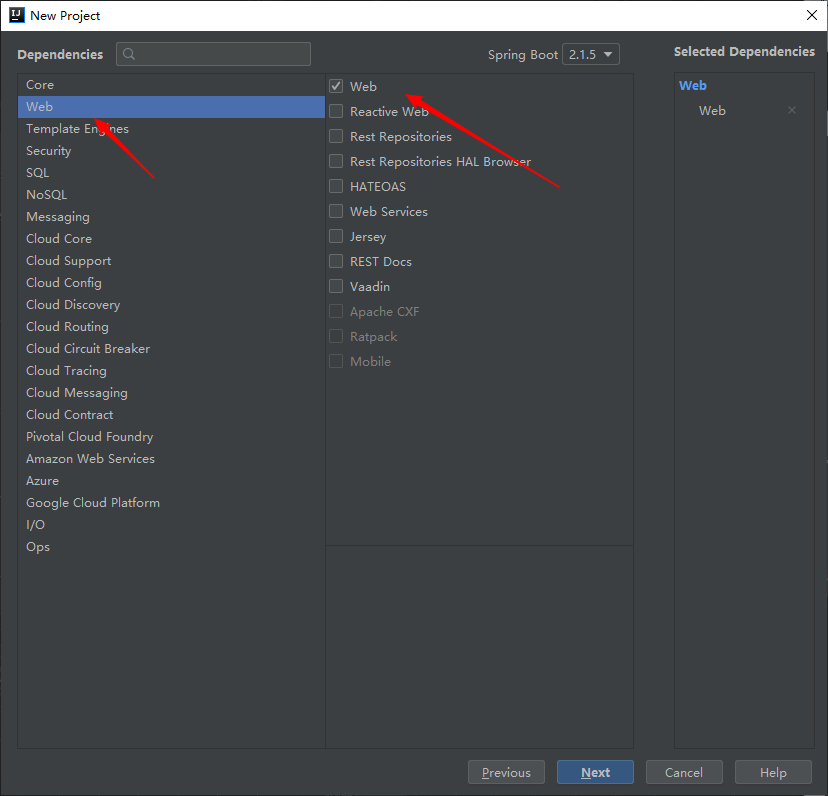 New Project
Dependencies
Spring Boot 2.1.5
Selected Dependencies
Core
Web
Template Engines
Security
SQL
NoSQL
Messaging
Cloud Core
Cloud Support
Cloud Config
Cloud Discovery
Cloud Routing
Cloud Circuit Breaker
Cloud Tracing
Cloud Messaging
Cloud Contract
Pivotal Cloud Foundry
Amazon Web Services
Azure
Google Cloud Platform
I/O
Ops
Web
Reactive Web
Rest Repositories
Rest Repositories HAL Browser
HATEOAS
Web Services
Jersey
REST Docs
Vaadin
Apache CXF
Ratpack
Mobile
Web
Web
Previous
Next
Cancel
Help